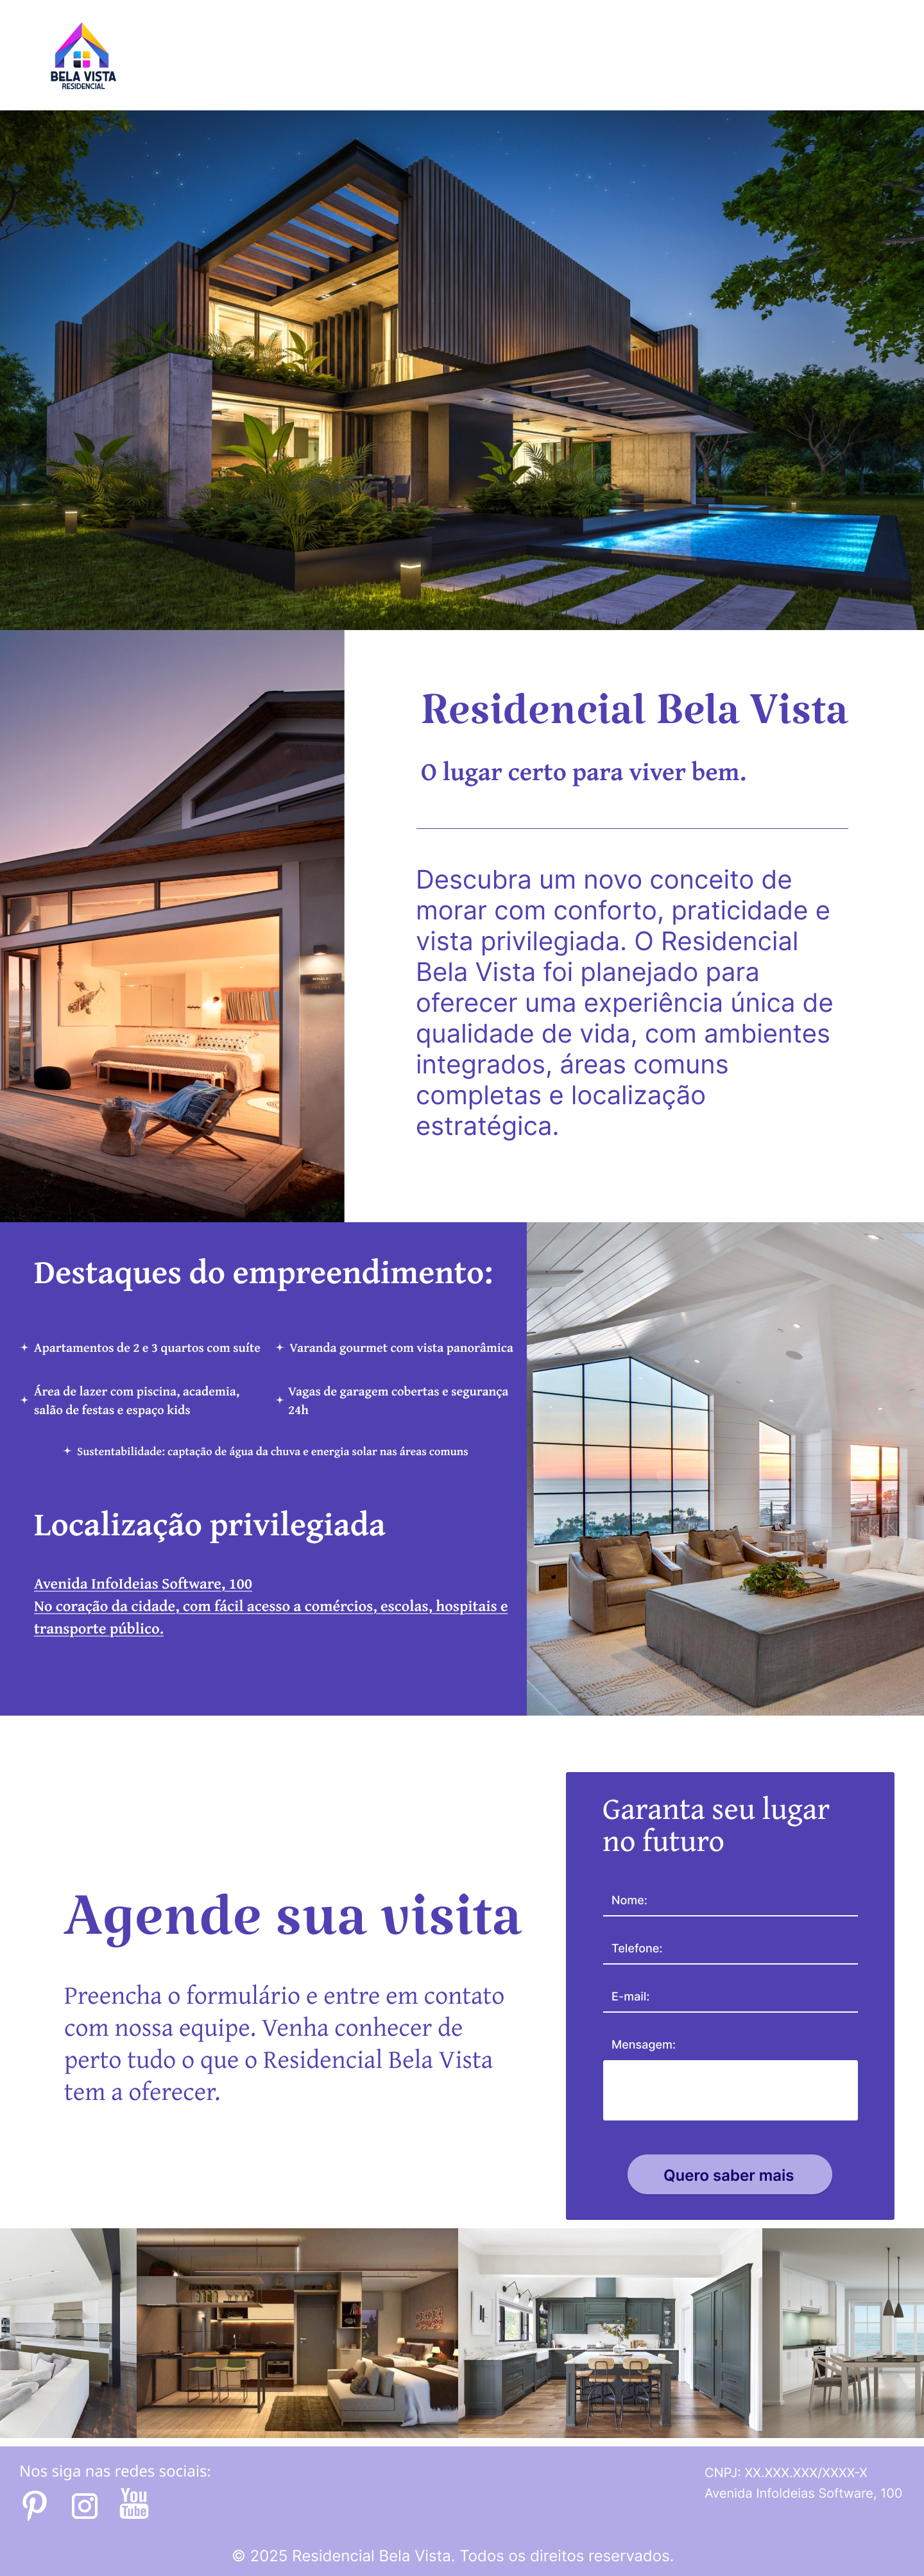 BELA VISTA
RESIDENCIAL
Residencial Bela Vista
O lugar certo para viver bem.
Descubra um novo conceito de
morar com conforto, praticidade e
vista privilegiada. O Residencial
Bela Vista foi planejado para
oferecer uma experiência única de
qualidade de vida, com ambientes
integrados, áreas comuns
completas e localização
estratégica.
Destaques do empreendimento:
Apartamentos de 2 e 3 quartos com suíte
Varanda gourmet com vista panorâmica
Área de lazer com piscina, academia,
salão de festas e espaço kids
Vagas de garagem cobertas e segurança
24h
Sustentabilidade: captação de água da chuva e energia solar nas áreas comuns
Localização privilegiada
Avenida InfoIdeias Software, 100
No coração da cidade, com fácil acesso a comércios, escolas, hospitais e
transporte público.
Agende sua visita
Preencha o formulário e entre em contato
com nossa equipe. Venha conhecer de
perto tudo o que o Residencial Bela Vista
tem a oferecer.
Garanta seu lugar
no futuro
Nome:
Telefone:
E-mail:
Mensagem:
Quero saber mais
Nos siga nas redes sociais:
You
Tube
CNPJ: XX.XXX.XXX/XXXX-X
Avenida InfoIdeias Software, 100
© 2025 Residencial Bela Vista. Todos os direitos reservados.